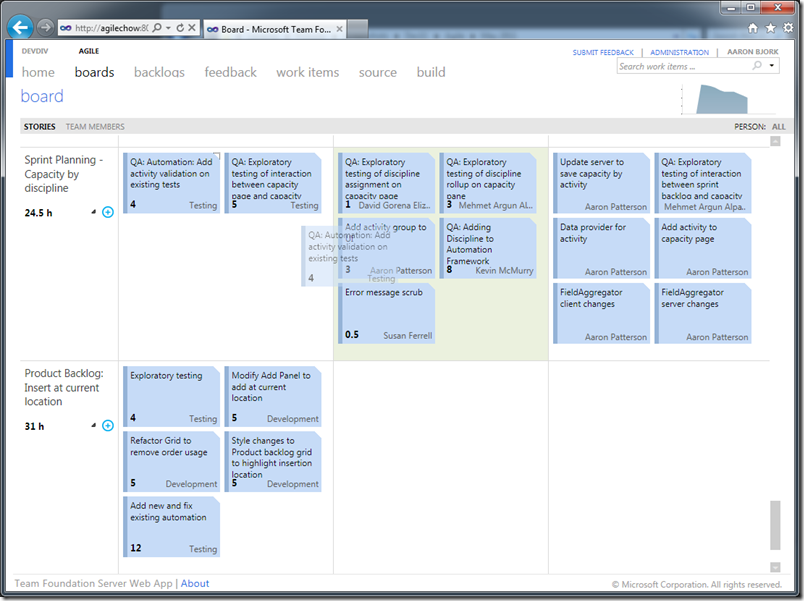 http://agilechow:80
Board - Microsoft Team Fo...
DEVDIV AGILE
SUBMIT FEEDBACK | ADMINISTRATION | AARON BJORK
home boards backlogs feedback work items source build
Search work items ...
board
STORIES TEAM MEMBERS
PERSON: ALL
Sprint Planning -
Capacity by
discipline
24.5 h
QA: Automation: Add
activity validation on
existing tests
4 Testing
QA: Exploratory
testing of interaction
between capacity
page and capacity
5 Testing
QA: Exploratory
testing of discipline
assignment on
capacity page
1 David Gorena Eliz...
QA: Exploratory
testing of discipline
rollup on capacity
page
3 Mehmet Argun Al...
Update server to
save capacity by
activity
Aaron Patterson
QA: Exploratory
testing of interaction
between sprint
backlog and capacity
Mehmet Argun Alpa...
QA: Automation: Add
activity validation on
existing tests
4 Testing
Add activity group to
UI
3 Aaron Patterson
QA: Adding
Discipline to
Automation
Framework
8 Kevin McMurry
Data provider for
activity
Aaron Patterson
Add activity to
capacity page
Aaron Patterson
Error message scrub
0.5 Susan Ferrell
FieldAggregator
client changes
Aaron Patterson
FieldAggregator
server changes
Aaron Patterson
Product Backlog:
Insert at current
location
31 h
Exploratory testing
4 Testing
Modify Add Panel to
add at current
location
5 Development
Refactor Grid to
remove order usage
5 Development
Style changes to
Product backlog grid
to highlight insertion
location
5 Development
Add new and fix
existing automation
12 Testing
Team Foundation Server Web App | About
© Microsoft Corporation. All rights reserved.